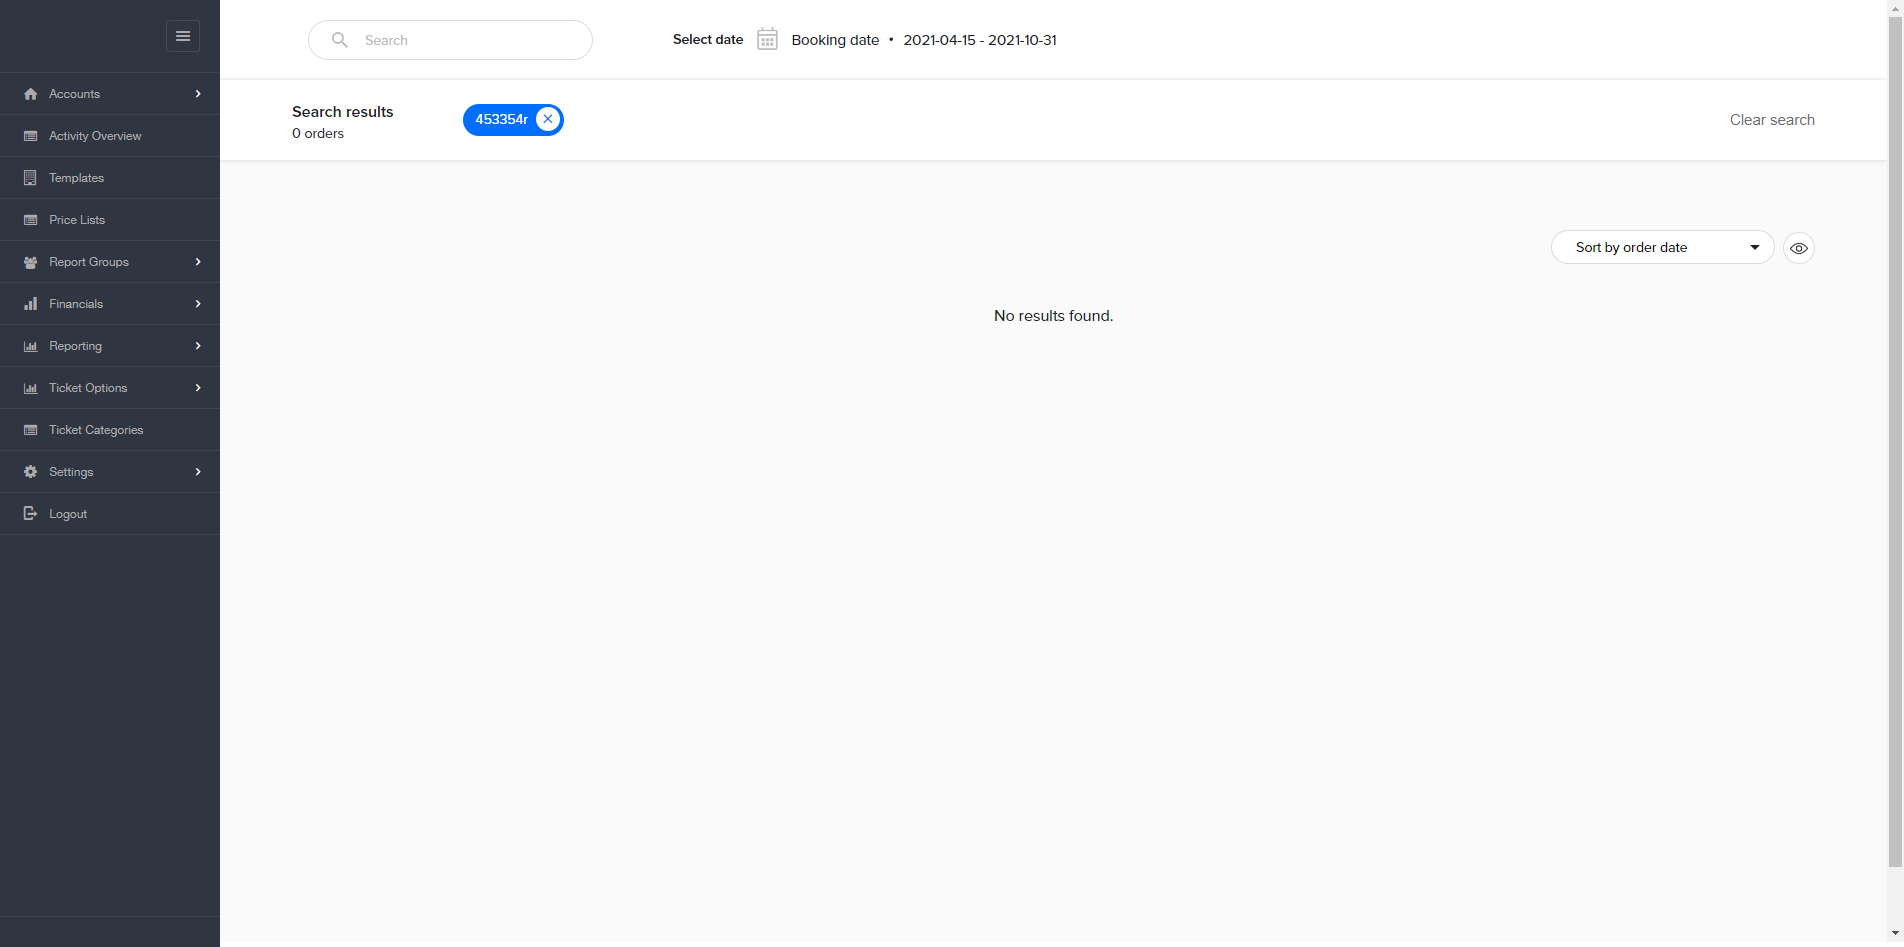 Search
Select date
Booking date • 2021-04-15 - 2021-10-31
Search results
0 orders
453354r
Clear search
Accounts
Activity Overview
Templates
Price Lists
Report Groups
Financials
Reporting
Ticket Options
Ticket Categories
Settings
Logout
Sort by order date
No results found.